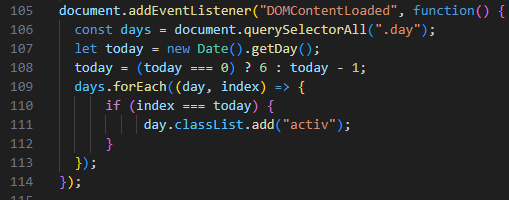 105 document.addEventListener("DOMContentLoaded", function() {
106 const days = document.querySelectorAll(".day");
107 let today = new Date().getDay();
108 today = (today === 0) ? 6 : today - 1;
109 days.forEach((day, index) => {
110 if (index === today) {
111 day.classList.add("activ");
112 }
113 });
114 });